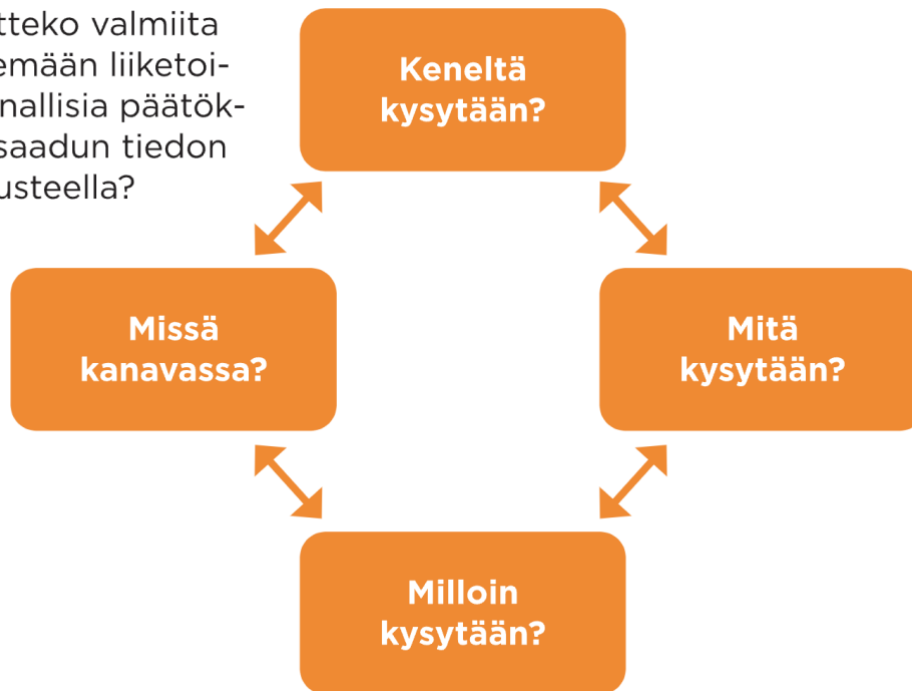 tteko valmiita
emään liiketoi-
nallisia päätök-
saadun tiedon
usteella?
Keneltä
kysytään?
Missä
kanavassa?
Mitä
kysytään?
Milloin
kysytään?